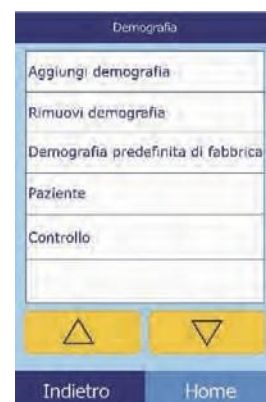 Demografia
Aggiungi demografia
Rimuovi demografia
Demografia predefinita di fabbrica
Paziente
Controllo
Indietro Home